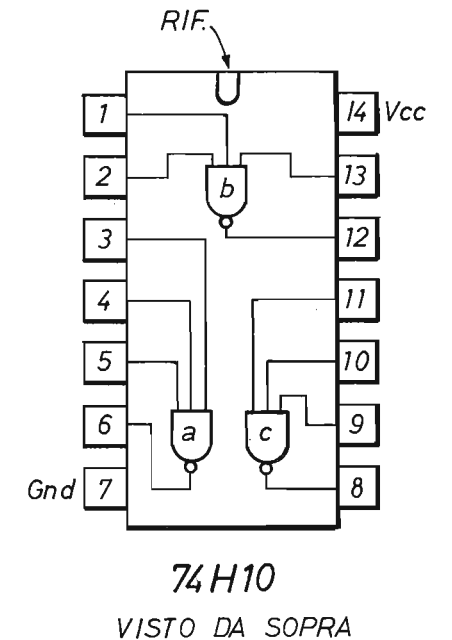 RIF.
1 14 Vcc
2 b 13
3 12
4 11
5 10
6 a c 9
Gnd 7 8
74H10
VISTO DA SOPRA